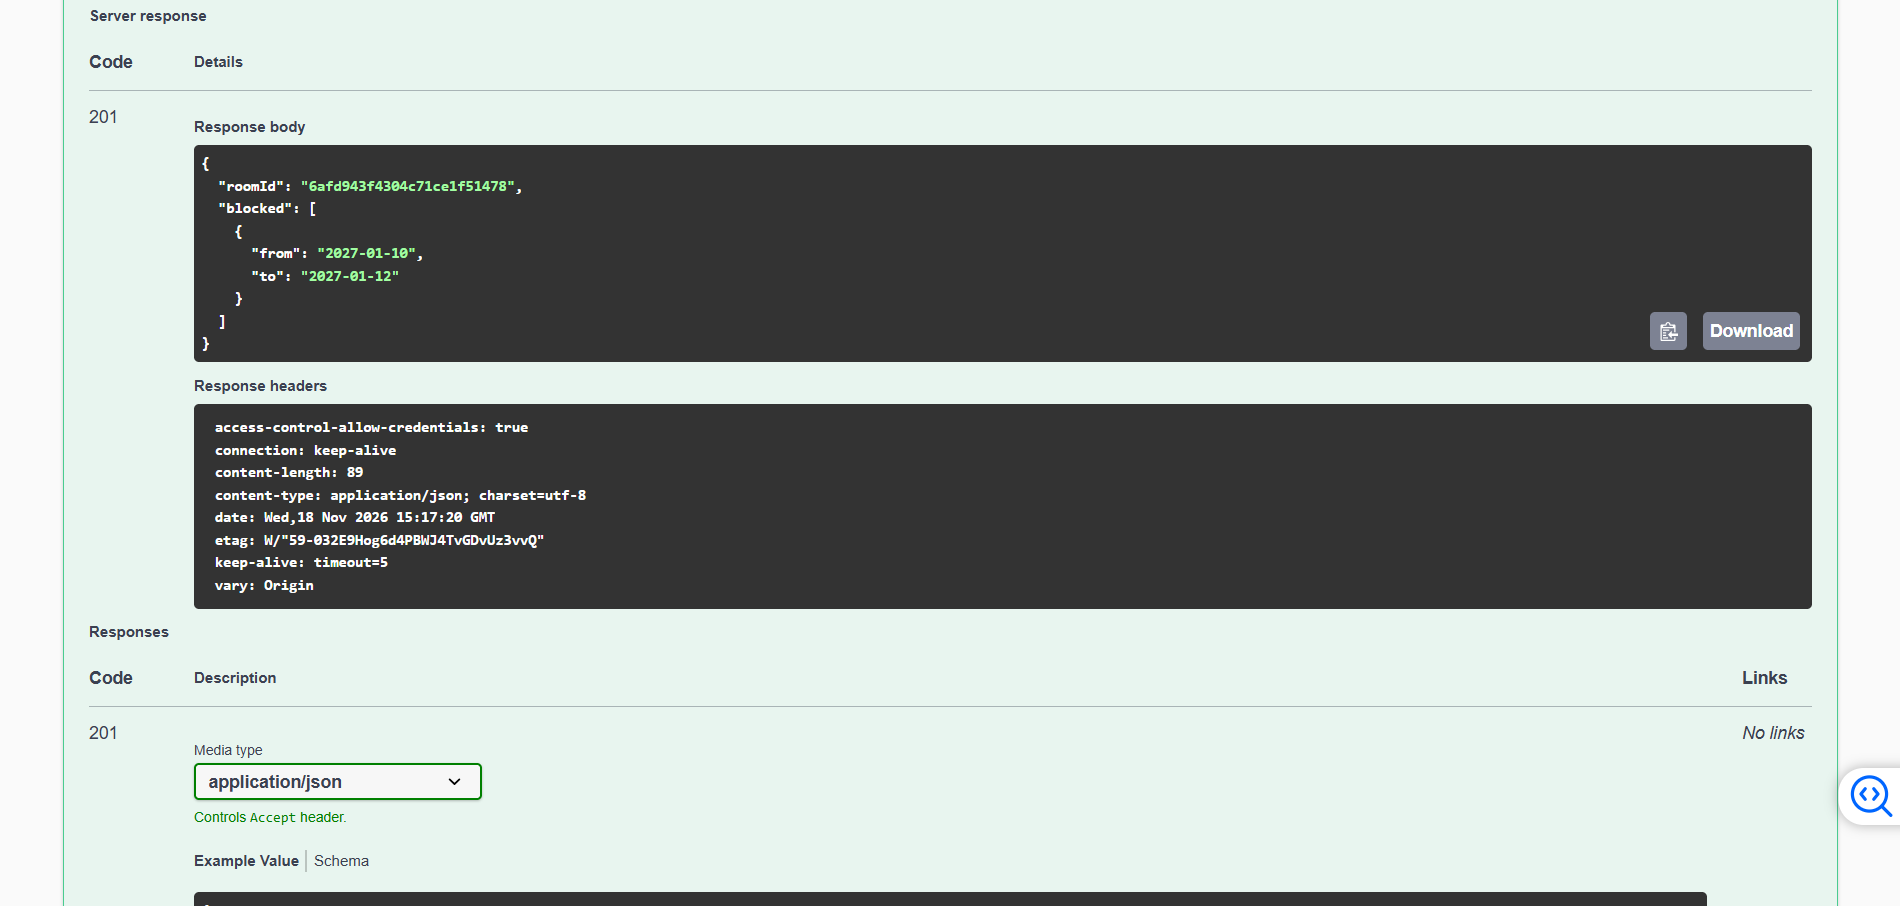 Server response
Code Details
201
Response body
{
"roomId": "6afd943f4304c71ce1f51478",
"blocked": [
{
"from": "2027-01-10",
"to": "2027-01-12"
}
]
}
Download
Response headers
access-control-allow-credentials: true
connection: keep-alive
content-length: 89
content-type: application/json; charset=utf-8
date: Wed,18 Nov 2026 15:17:20 GMT
etag: W/"59-032E9Hog6d4PBWJ4TvGDvUz3vvQ"
keep-alive: timeout=5
vary: Origin
Responses
Code Description Links
201 No links
Media type
application/json
Controls Accept header.
Example Value Schema